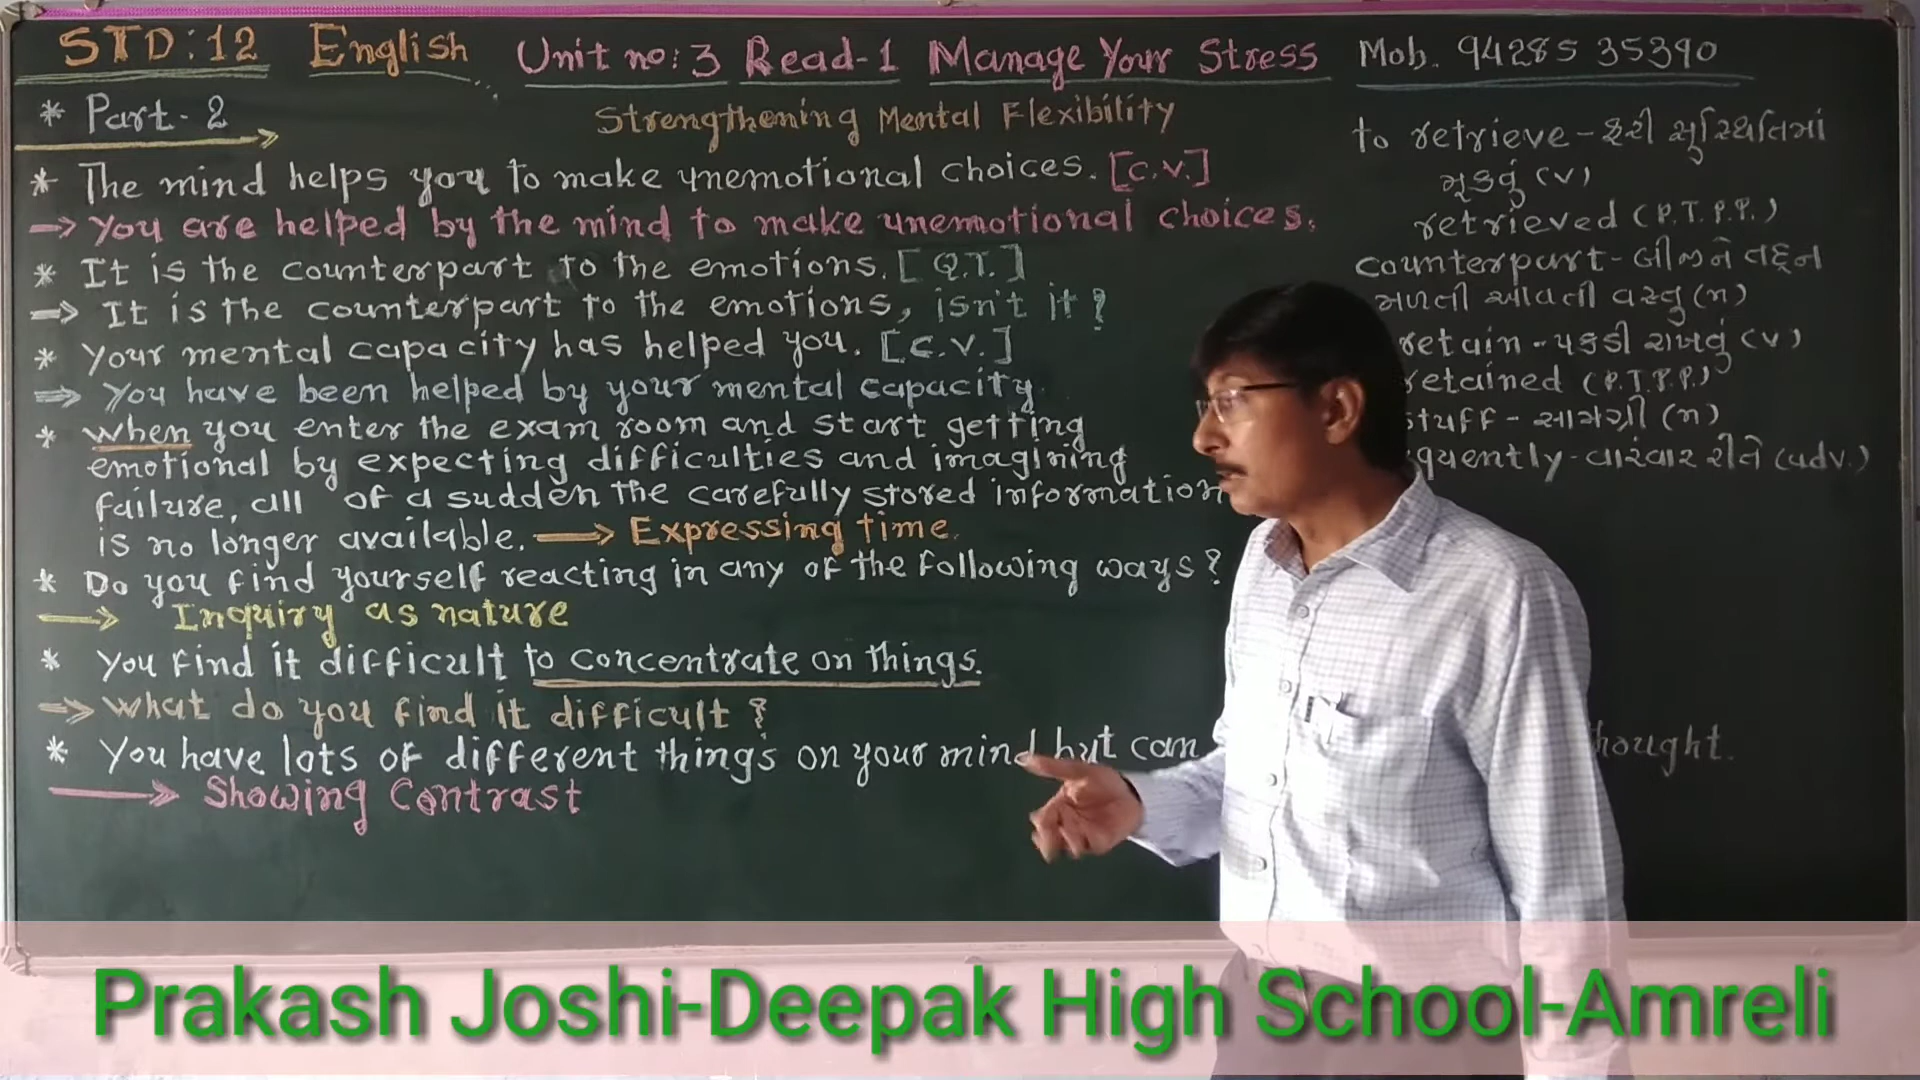 STD:12 English Unit no:3 Read-1 Manage Your Stress Mob. 94285 35390
* Part-2
Strengthening Mental Flexibility
* The mind helps you to make unemotional choices. [C.V.]
→ You are helped by the mind to make unemotional choices.
* It is the counterpart to the emotions. [Q.T.]
→ It is the counterpart to the emotions, isn't it?
* Your mental capacity has helped you. [C.V.]
⇒ You have been helped by your mental capacity.
* When you enter the exam room and start getting
emotional by expecting difficulties and imagining
failure, all of a sudden the carefully stored information
is no longer available. → Expressing time.
* Do you find yourself reacting in any of the following ways?
→ Inquiry as nature
* You find it difficult to concentrate on things.
⇒ What do you find it difficult?
* You have lots of different things on your mind but can thought.
→ Showing Contrast
to retrieve - ફરી સુસ્થિતિમાં
મૂકવું (v)
retrieved (P.T. P.P.)
counterpart - બીજાને તદ્દન
મળતી આવતી વસ્તુ (n)
retain - પકડી રાખવું (v)
retained (P.T. P.P.)
stuff - સામગ્રી (n)
quently - વારંવાર રીતે (adv.)
Prakash Joshi-Deepak High School-Amreli